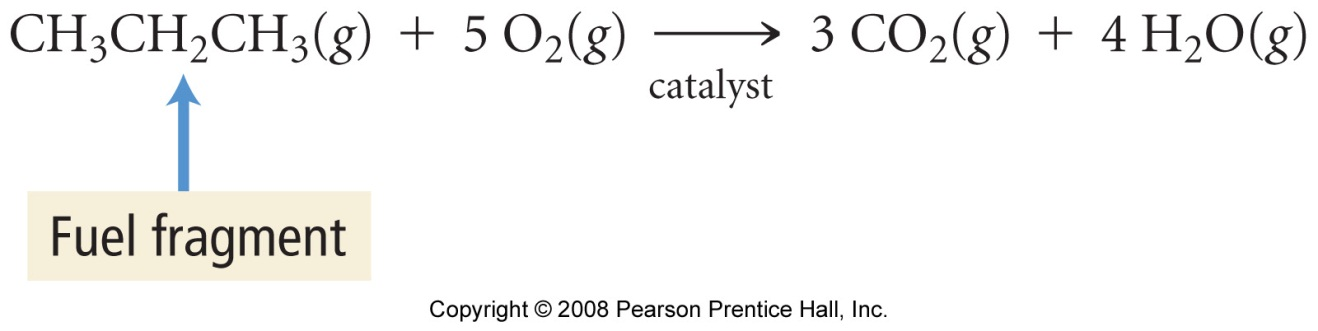 CH₃CH₂CH₃(g) + 5 O₂(g) ⟶ 3 CO₂(g) + 4 H₂O(g)
catalyst
Fuel fragment
Copyright © 2008 Pearson Prentice Hall, Inc.